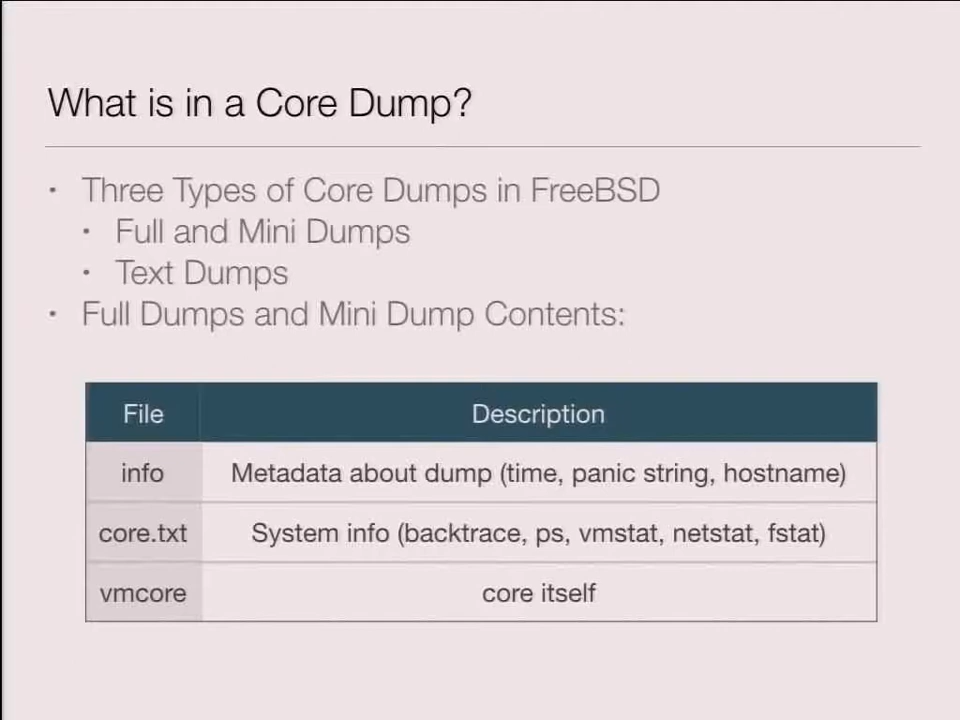 What is in a Core Dump?
• Three Types of Core Dumps in FreeBSD
• Full and Mini Dumps
• Text Dumps
• Full Dumps and Mini Dump Contents:
File Description
info Metadata about dump (time, panic string, hostname)
core.txt System info (backtrace, ps, vmstat, netstat, fstat)
vmcore core itself